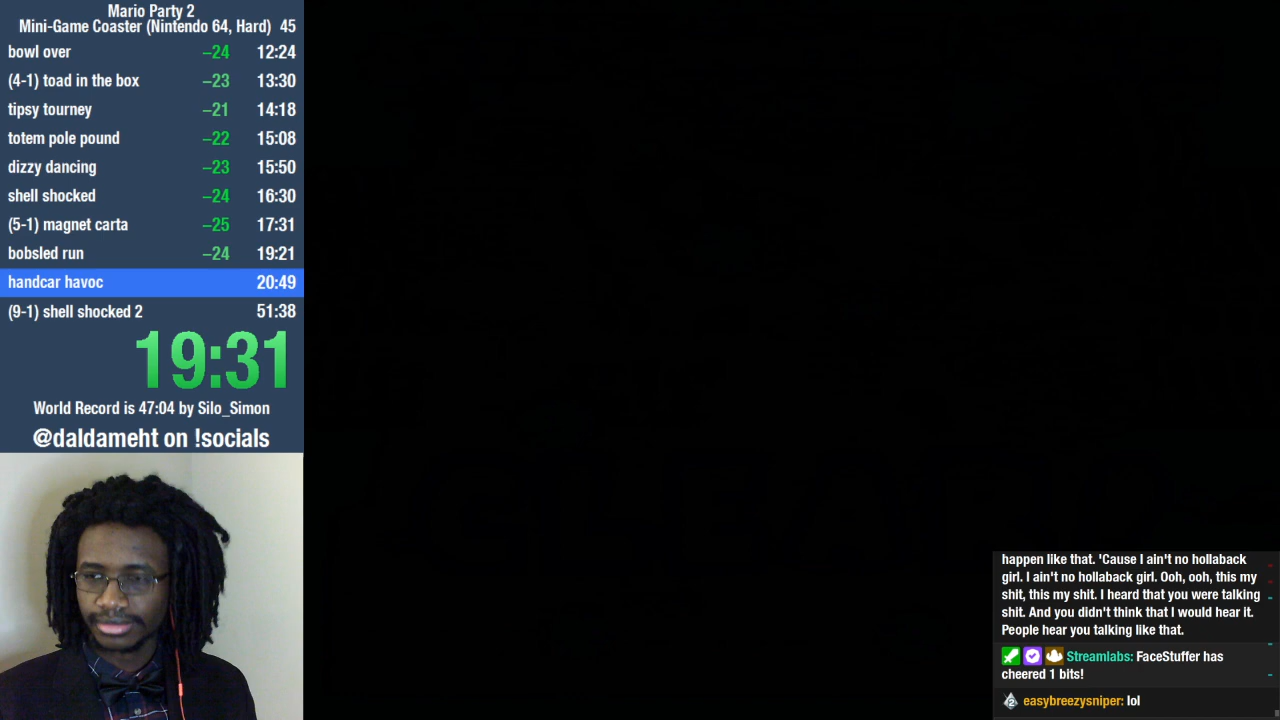 Mario Party 2
Mini-Game Coaster (Nintendo 64, Hard) 45
bowl over –24 12:24
(4-1) toad in the box –23 13:30
tipsy tourney –21 14:18
totem pole pound –22 15:08
dizzy dancing –23 15:50
shell shocked –24 16:30
(5-1) magnet carta –25 17:31
bobsled run –24 19:21
handcar havoc 20:49
(9-1) shell shocked 2 51:38
19:31
World Record is 47:04 by Silo_Simon
@daldameht on !socials
happen like that. 'Cause I ain't no hollaback
girl. I ain't no hollaback girl. Ooh, ooh, this my
shit, this my shit. I heard that you were talking
shit. And you didn't think that I would hear it.
People hear you talking like that.
Streamlabs: FaceStuffer has
cheered 1 bits!
easybreezysniper: lol